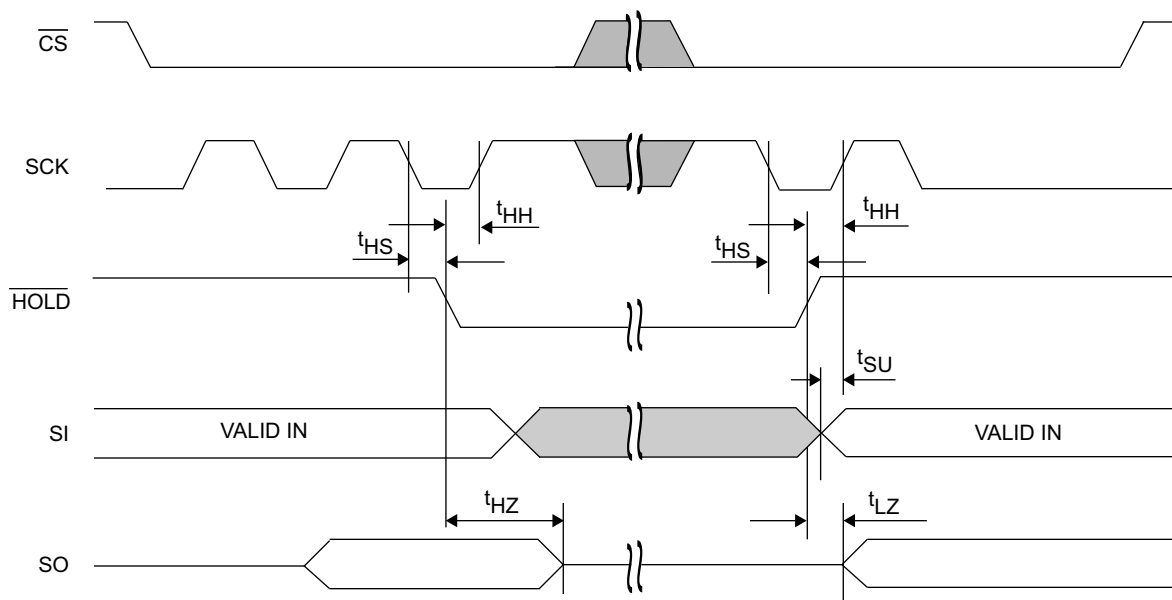 CS
SCK
tHH
tHH
tHS
tHS
HOLD
tSU
SI
VALID IN
VALID IN
tHZ
tLZ
SO